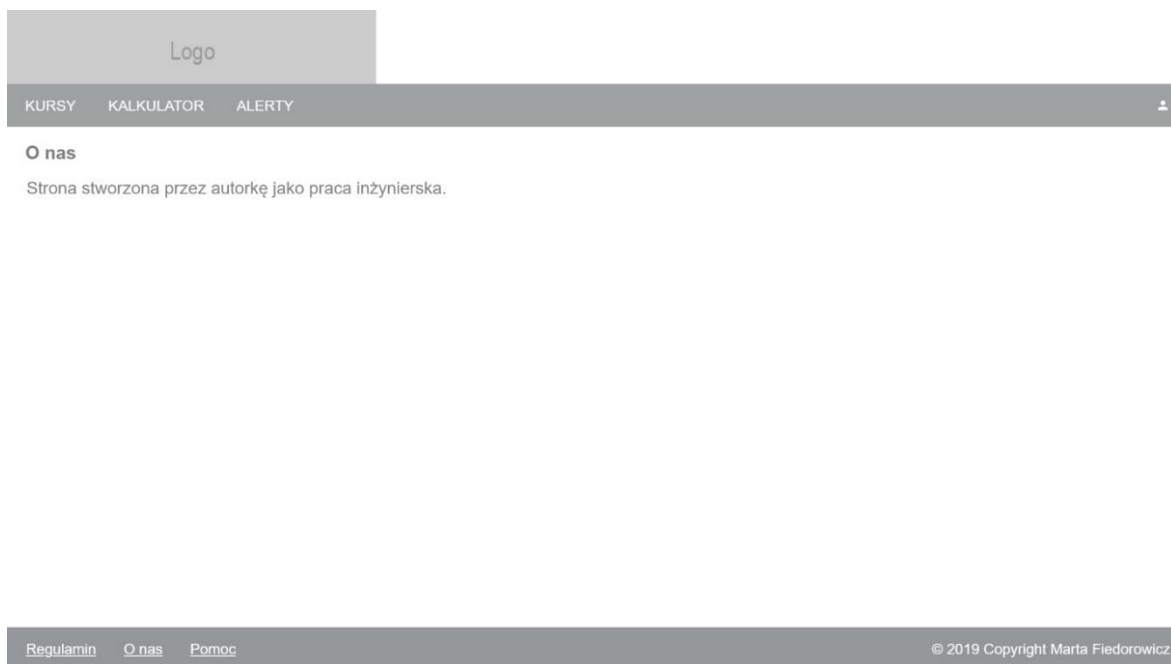 Logo
KURSY KALKULATOR ALERTY
O nas
Strona stworzona przez autorkę jako praca inżynierska.
Regulamin O nas Pomoc © 2019 Copyright Marta Fiedorowicz